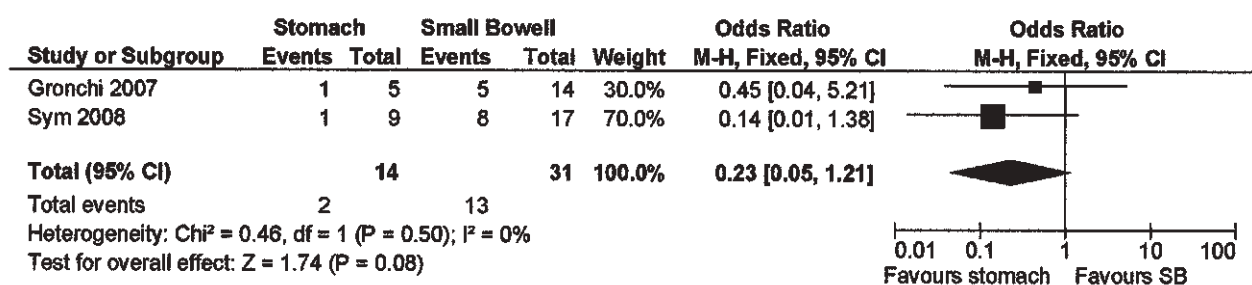 Stomach Small Bowell Odds Ratio Odds Ratio
Study or Subgroup Events Total Events Total Weight M-H, Fixed, 95% CI M-H, Fixed, 95% CI
Gronchi 2007 1 5 5 14 30.0% 0.45 [0.04, 5.21]
Sym 2008 1 9 8 17 70.0% 0.14 [0.01, 1.38]
Total (95% CI) 14 31 100.0% 0.23 [0.05, 1.21]
Total events 2 13
Heterogeneity: Chi² = 0.46, df = 1 (P = 0.50); I² = 0%
Test for overall effect: Z = 1.74 (P = 0.08)
0.01 0.1 1 10 100
Favours stomach Favours SB